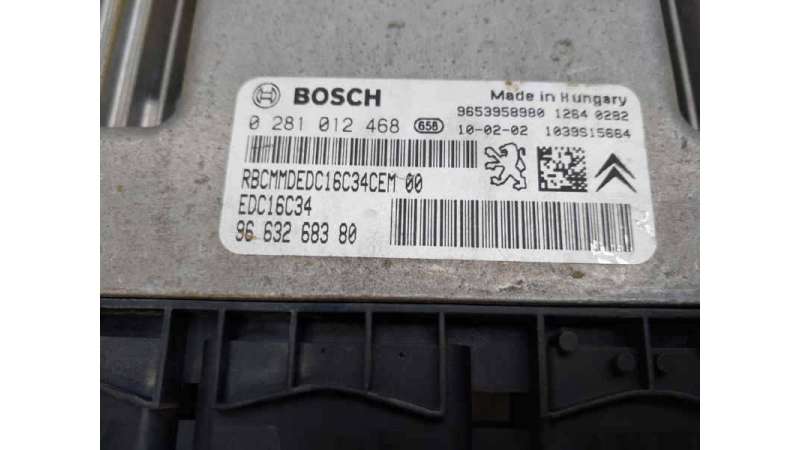 BOSCH
Made in Hungary
9653958980 1264 0282
0 281 012 468 658 10-02-02 1039S15664
RBCMMDEDC16C34CEM 00
EDC16C34
96 632 683 80